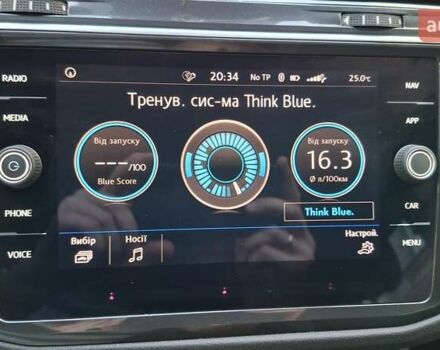 RADIO
MEDIA
PHONE
VOICE
20:34 No TP 25.0°C
Тренув. сис-ма Think Blue.
Від запуску
---/100
Blue Score
Від запуску
16.3
Ø л/100км
Think Blue.
Вибір
Носії
Настрой.
NAV
APP
CAR
MENU